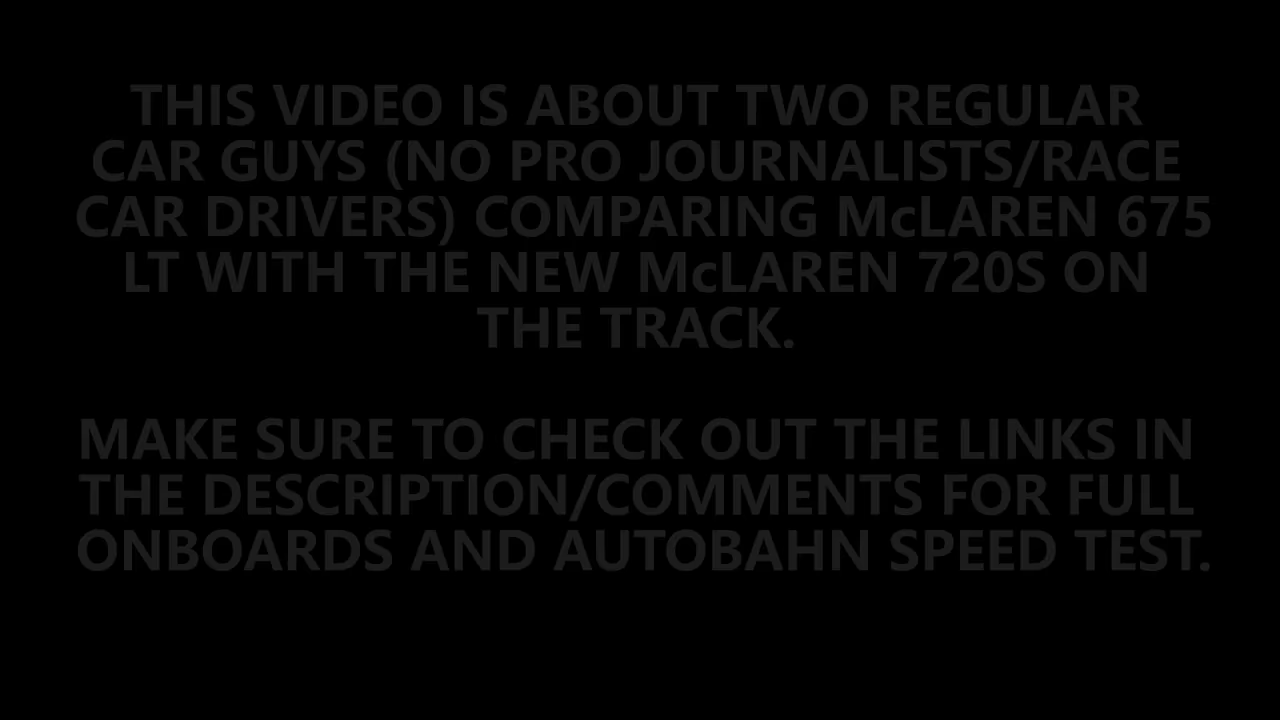 THIS VIDEO IS ABOUT TWO REGULAR
CAR GUYS (NO PRO JOURNALISTS/RACE
CAR DRIVERS) COMPARING McLAREN 675
LT WITH THE NEW McLAREN 720S ON
THE TRACK.
MAKE SURE TO CHECK OUT THE LINKS IN
THE DESCRIPTION/COMMENTS FOR FULL
ONBOARDS AND AUTOBAHN SPEED TEST.